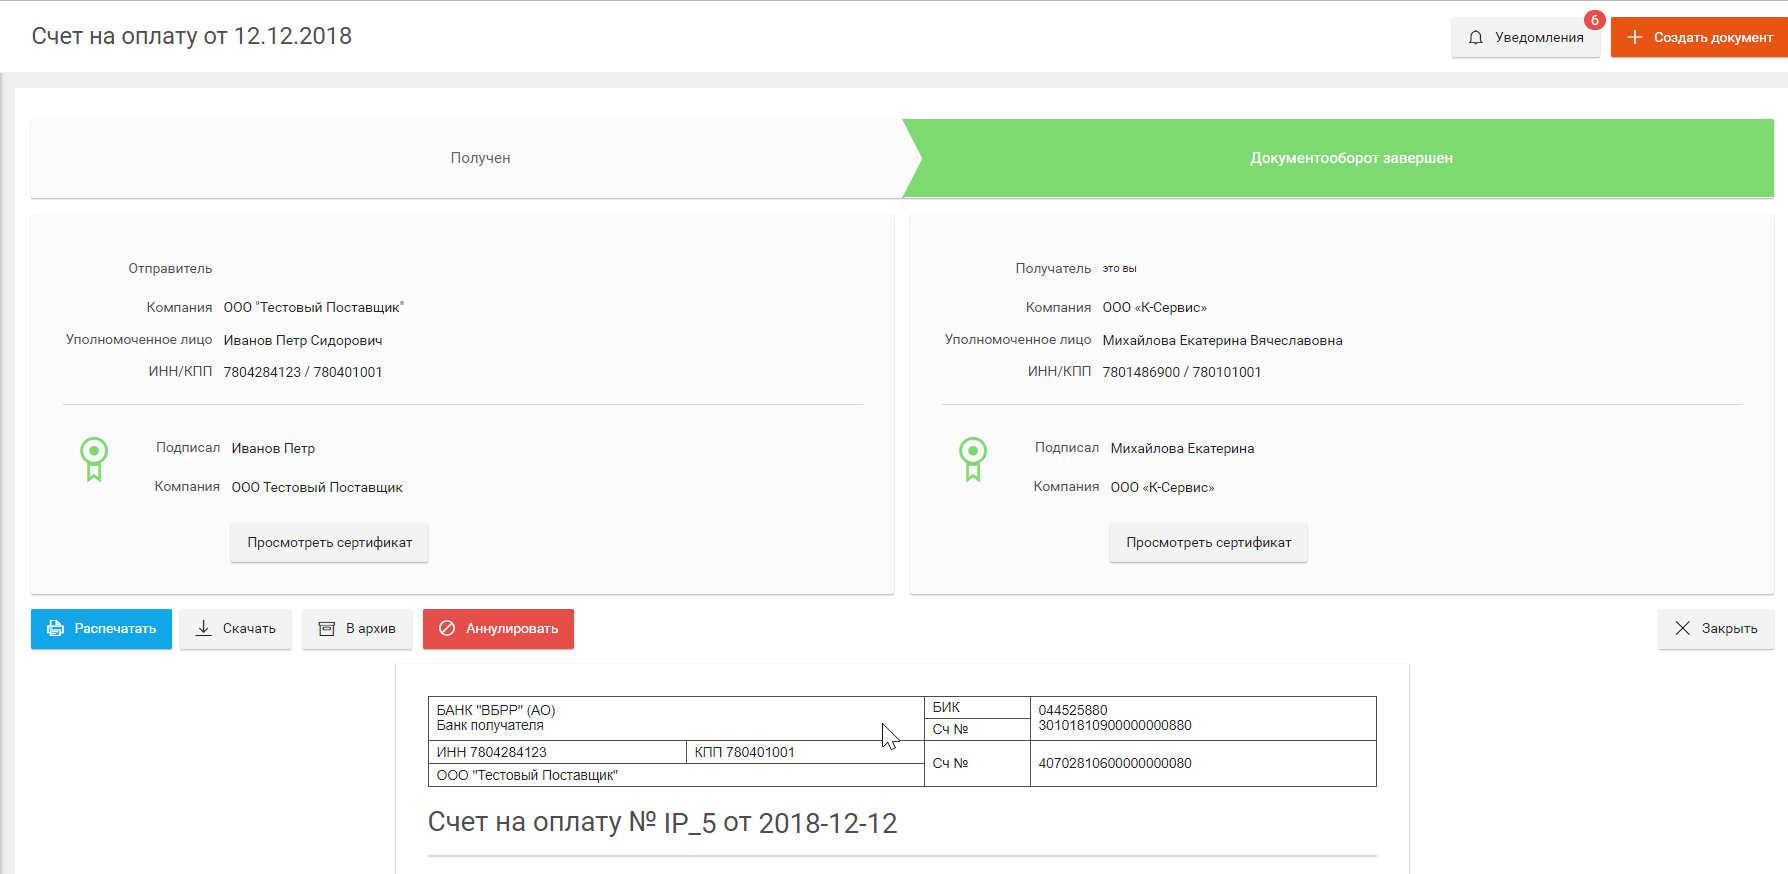 Счет на оплату от 12.12.2018
Уведомления
6
Создать документ
Получен
Документооборот завершен
Отправитель
Компания ООО "Тестовый Поставщик"
Уполномоченное лицо Иванов Петр Сидорович
ИНН/КПП 7804284123 / 780401001
Подписал Иванов Петр
Компания ООО Тестовый Поставщик
Просмотреть сертификат
Получатель это вы
Компания ООО «К-Сервис»
Уполномоченное лицо Михайлова Екатерина Вячеславовна
ИНН/КПП 7801486900 / 780101001
Подписал Михайлова Екатерина
Компания ООО «К-Сервис»
Просмотреть сертификат
Распечатать
Скачать
В архив
Аннулировать
Закрыть
БАНК "ВБРР" (АО)
Банк получателя
БИК
Сч №
044525880
30101810900000000880
ИНН 7804284123
КПП 780401001
ООО "Тестовый Поставщик"
Сч №
40702810600000000080
Счет на оплату № IP_5 от 2018-12-12